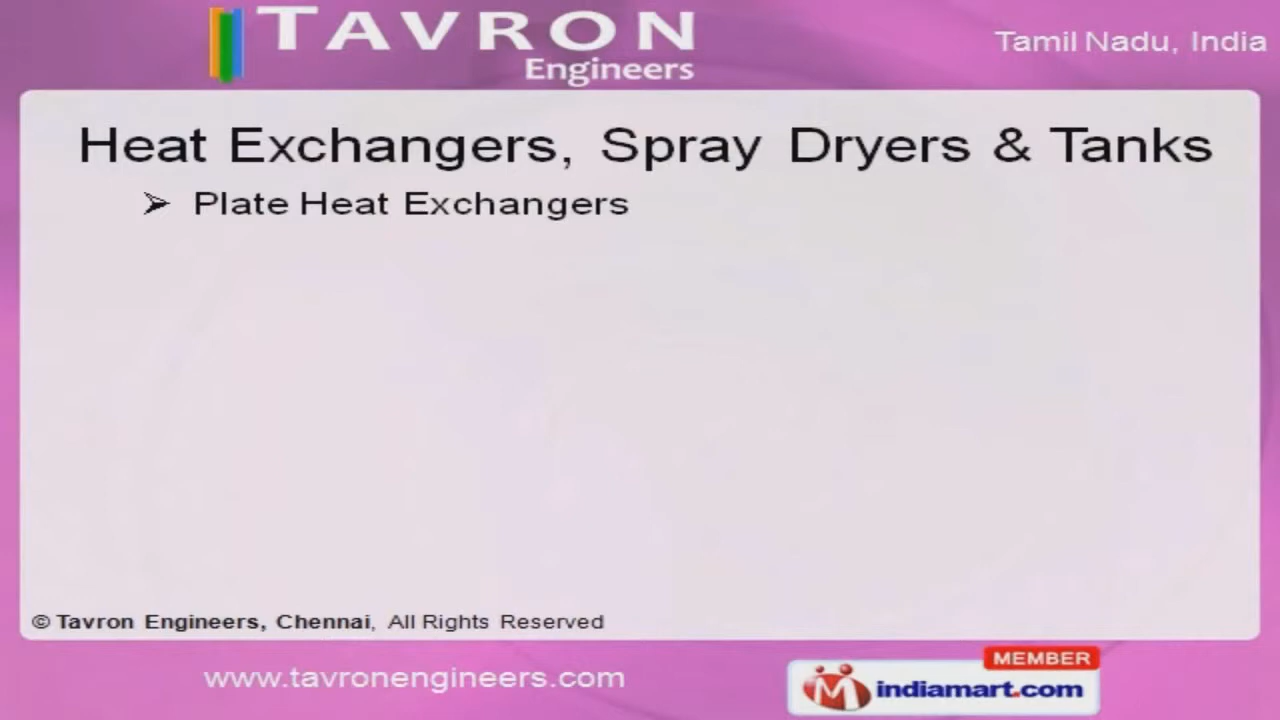 TAVRON
Engineers
Tamil Nadu, India
Heat Exchangers, Spray Dryers & Tanks
➢ Plate Heat Exchangers
© Tavron Engineers, Chennai, All Rights Reserved
www.tavronengineers.com
MEMBER
indiamart.com